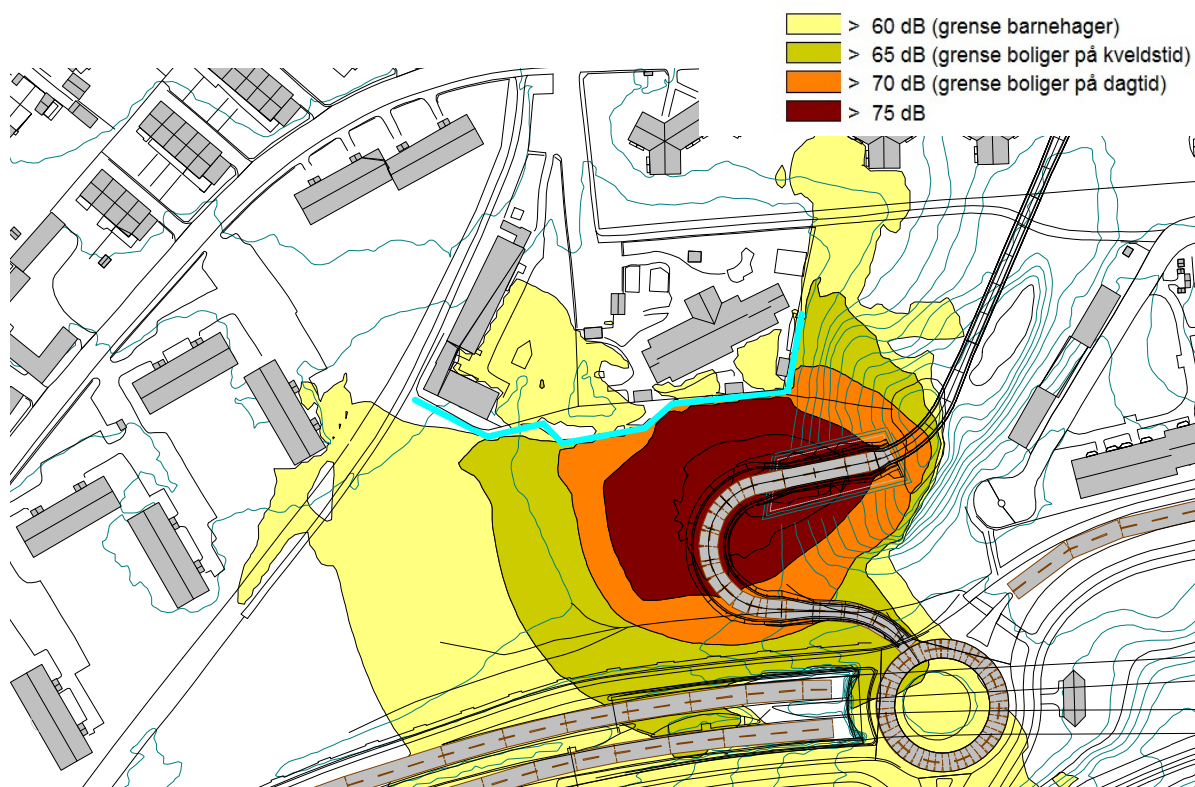 > 60 dB (grense barnehager)
> 65 dB (grense boliger på kveldstid)
> 70 dB (grense boliger på dagtid)
> 75 dB